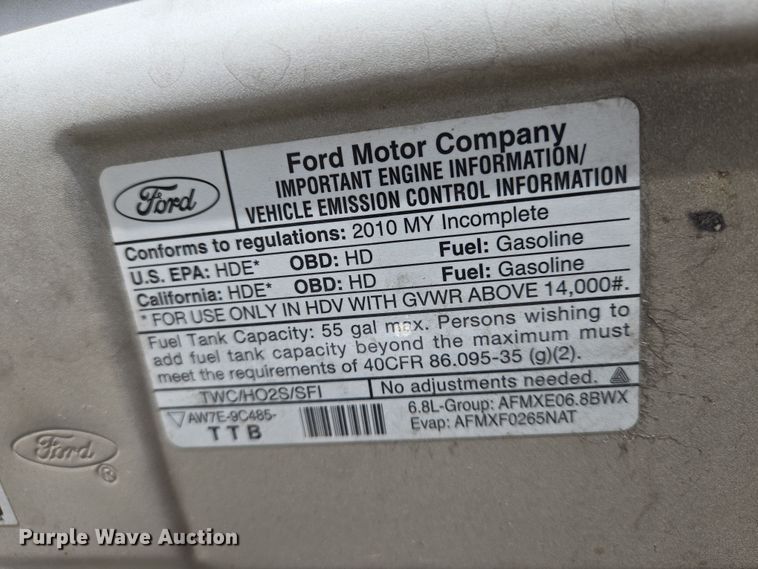 Ford
Ford Motor Company
IMPORTANT ENGINE INFORMATION/
VEHICLE EMISSION CONTROL INFORMATION
Conforms to regulations: 2010 MY Incomplete
U.S. EPA: HDE* OBD: HD Fuel: Gasoline
California: HDE* OBD: HD Fuel: Gasoline
* FOR USE ONLY IN HDV WITH GVWR ABOVE 14,000#.
Fuel Tank Capacity: 55 gal max. Persons wishing to
add fuel tank capacity beyond the maximum must
meet the requirements of 40CFR 86.095-35 (g)(2).
TWC/HO2S/SFI No adjustments needed.
AW7E-9C485- 6.8L-Group: AFMXE06.8BWX
TTB Evap: AFMXF0265NAT
Ford
®
Purple Wave Auction